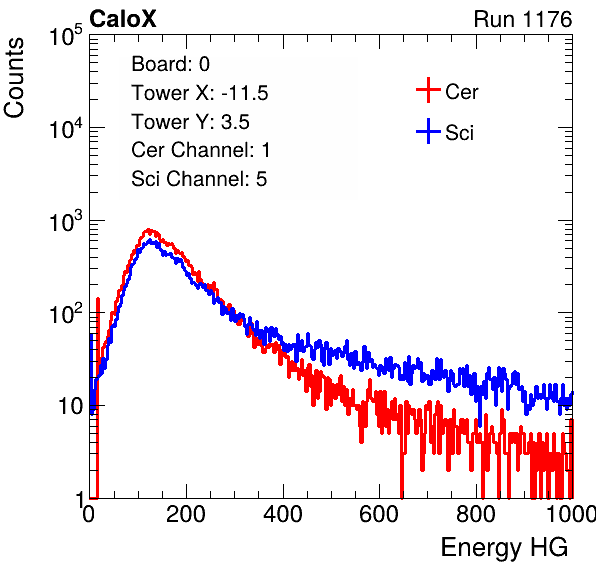 CaloX Run 1176
Counts
10^5
10^4
10^3
10^2
10
1
Board: 0
Tower X: -11.5
Tower Y: 3.5
Cer Channel: 1
Sci Channel: 5
Cer
Sci
0 200 400 600 800 1000
Energy HG